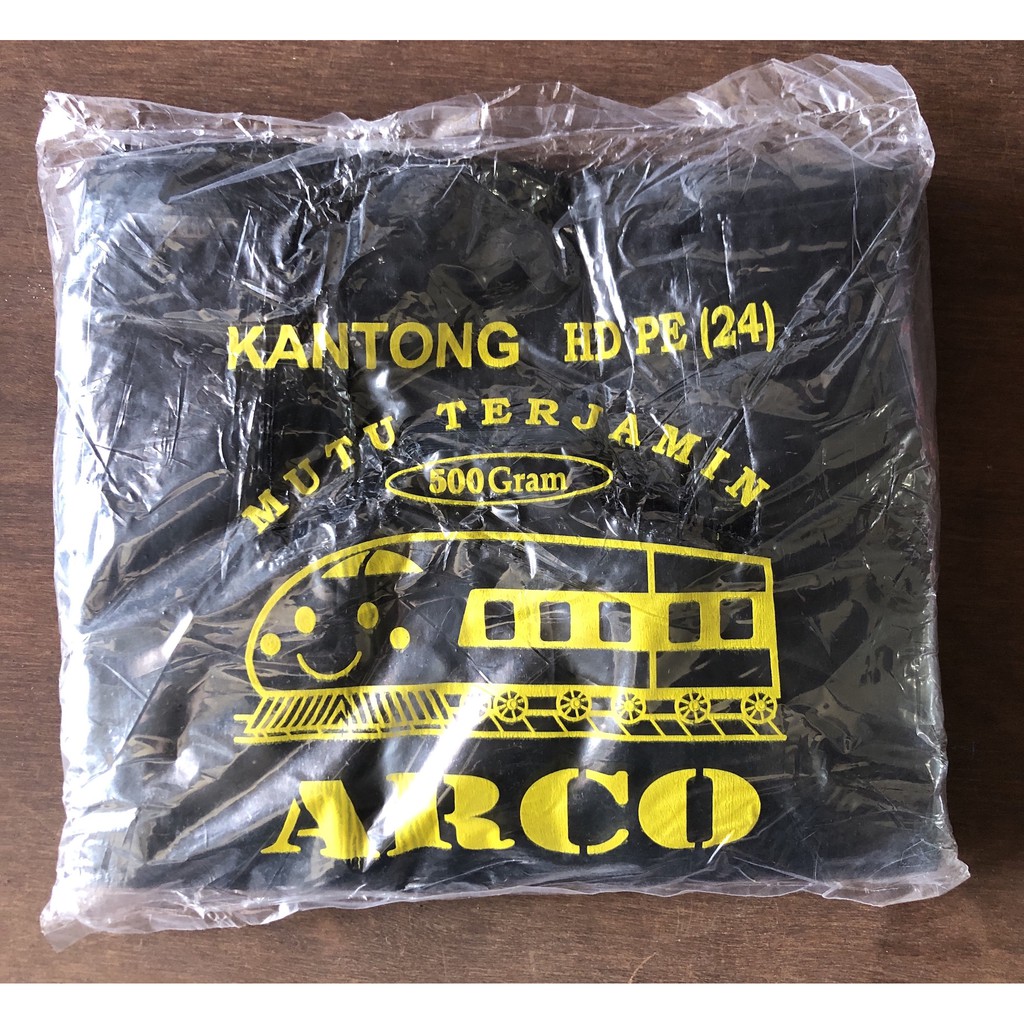 KANTONG HD PE (24)
MUTU TERJAMIN
500 Gram
ARCO